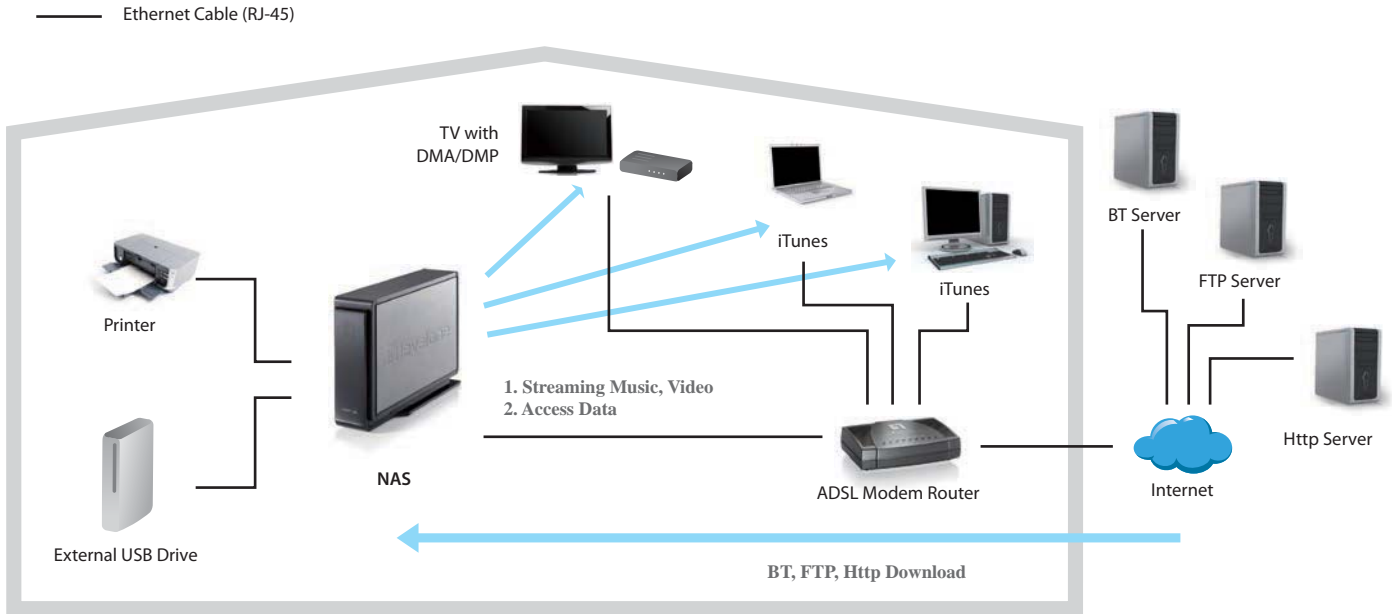 Ethernet Cable (RJ-45)
TV with
DMA/DMP
iTunes
iTunes
BT Server
FTP Server
Http Server
Printer
External USB Drive
levelone
NAS
1. Streaming Music, Video
2. Access Data
ADSL Modem Router
Internet
BT, FTP, Http Download